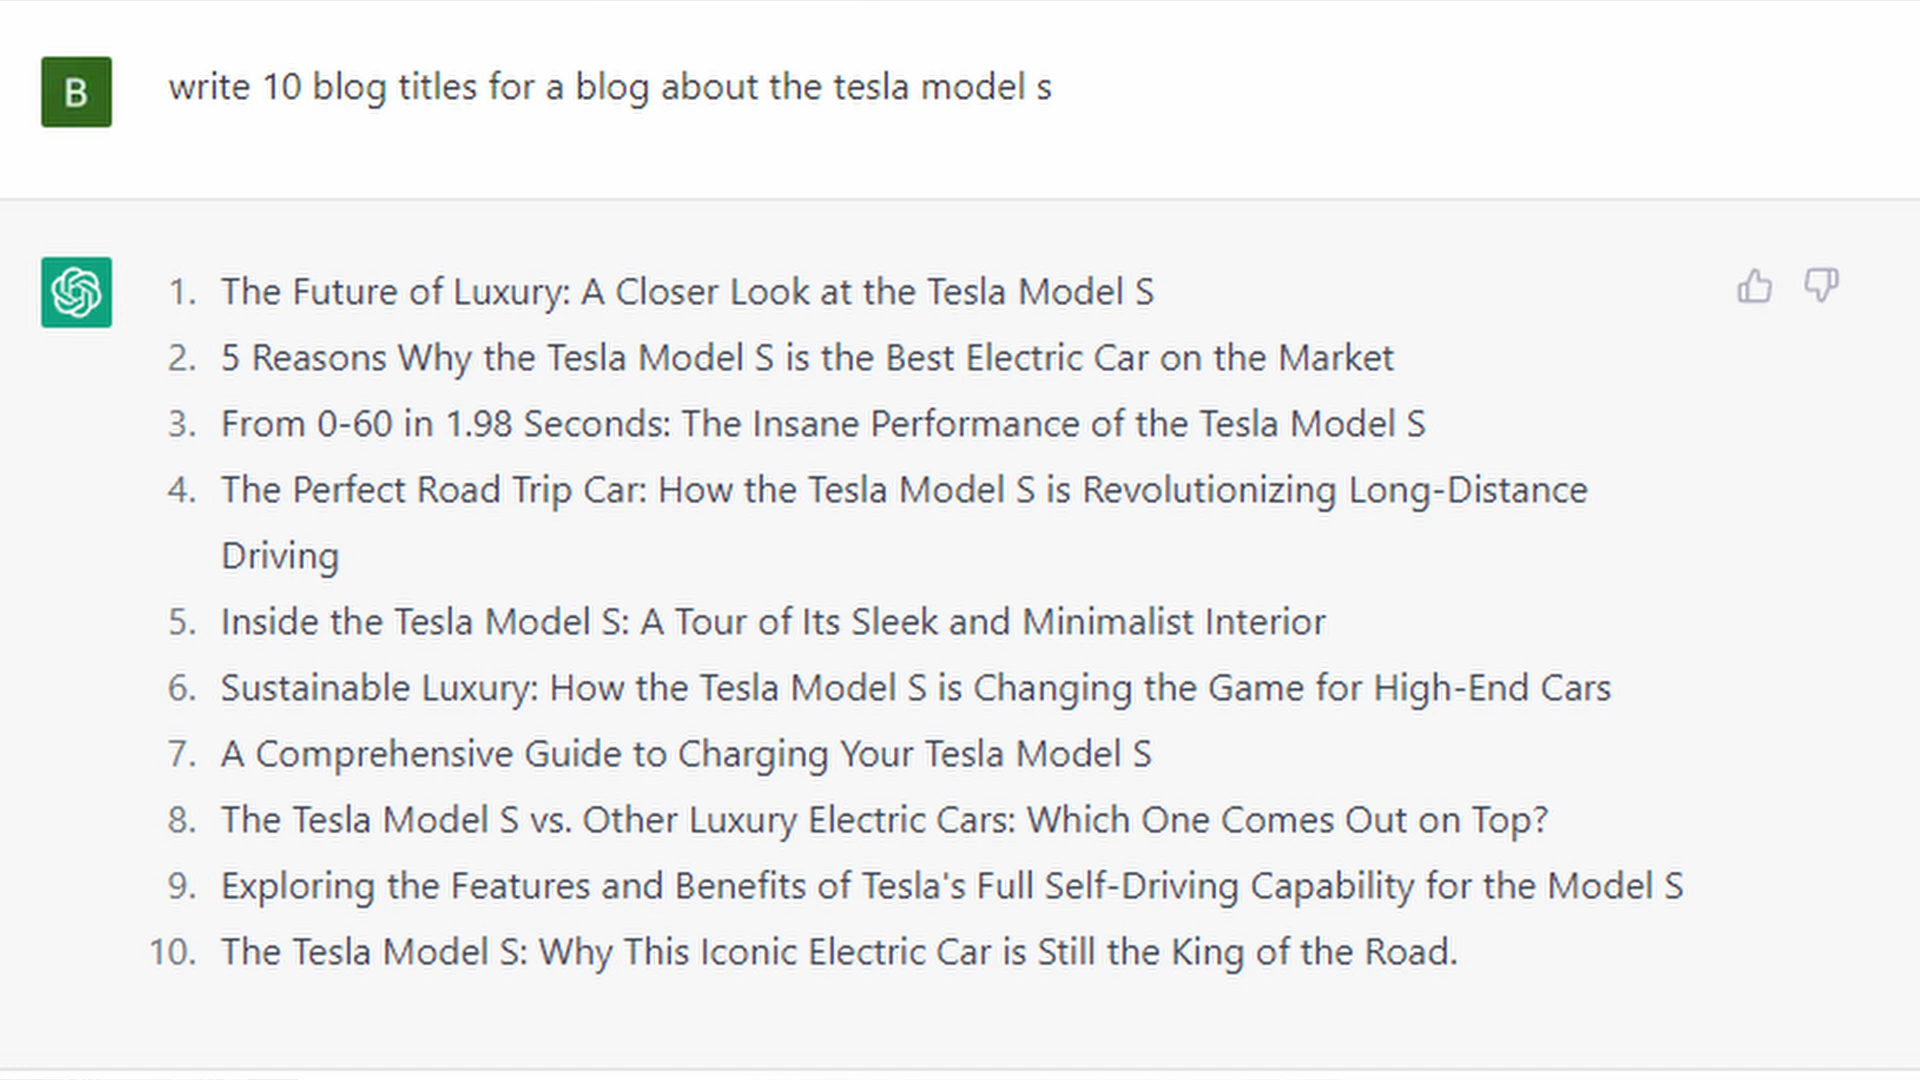 B
write 10 blog titles for a blog about the tesla model s
1. The Future of Luxury: A Closer Look at the Tesla Model S
2. 5 Reasons Why the Tesla Model S is the Best Electric Car on the Market
3. From 0-60 in 1.98 Seconds: The Insane Performance of the Tesla Model S
4. The Perfect Road Trip Car: How the Tesla Model S is Revolutionizing Long-Distance
Driving
5. Inside the Tesla Model S: A Tour of Its Sleek and Minimalist Interior
6. Sustainable Luxury: How the Tesla Model S is Changing the Game for High-End Cars
7. A Comprehensive Guide to Charging Your Tesla Model S
8. The Tesla Model S vs. Other Luxury Electric Cars: Which One Comes Out on Top?
9. Exploring the Features and Benefits of Tesla's Full Self-Driving Capability for the Model S
10. The Tesla Model S: Why This Iconic Electric Car is Still the King of the Road.